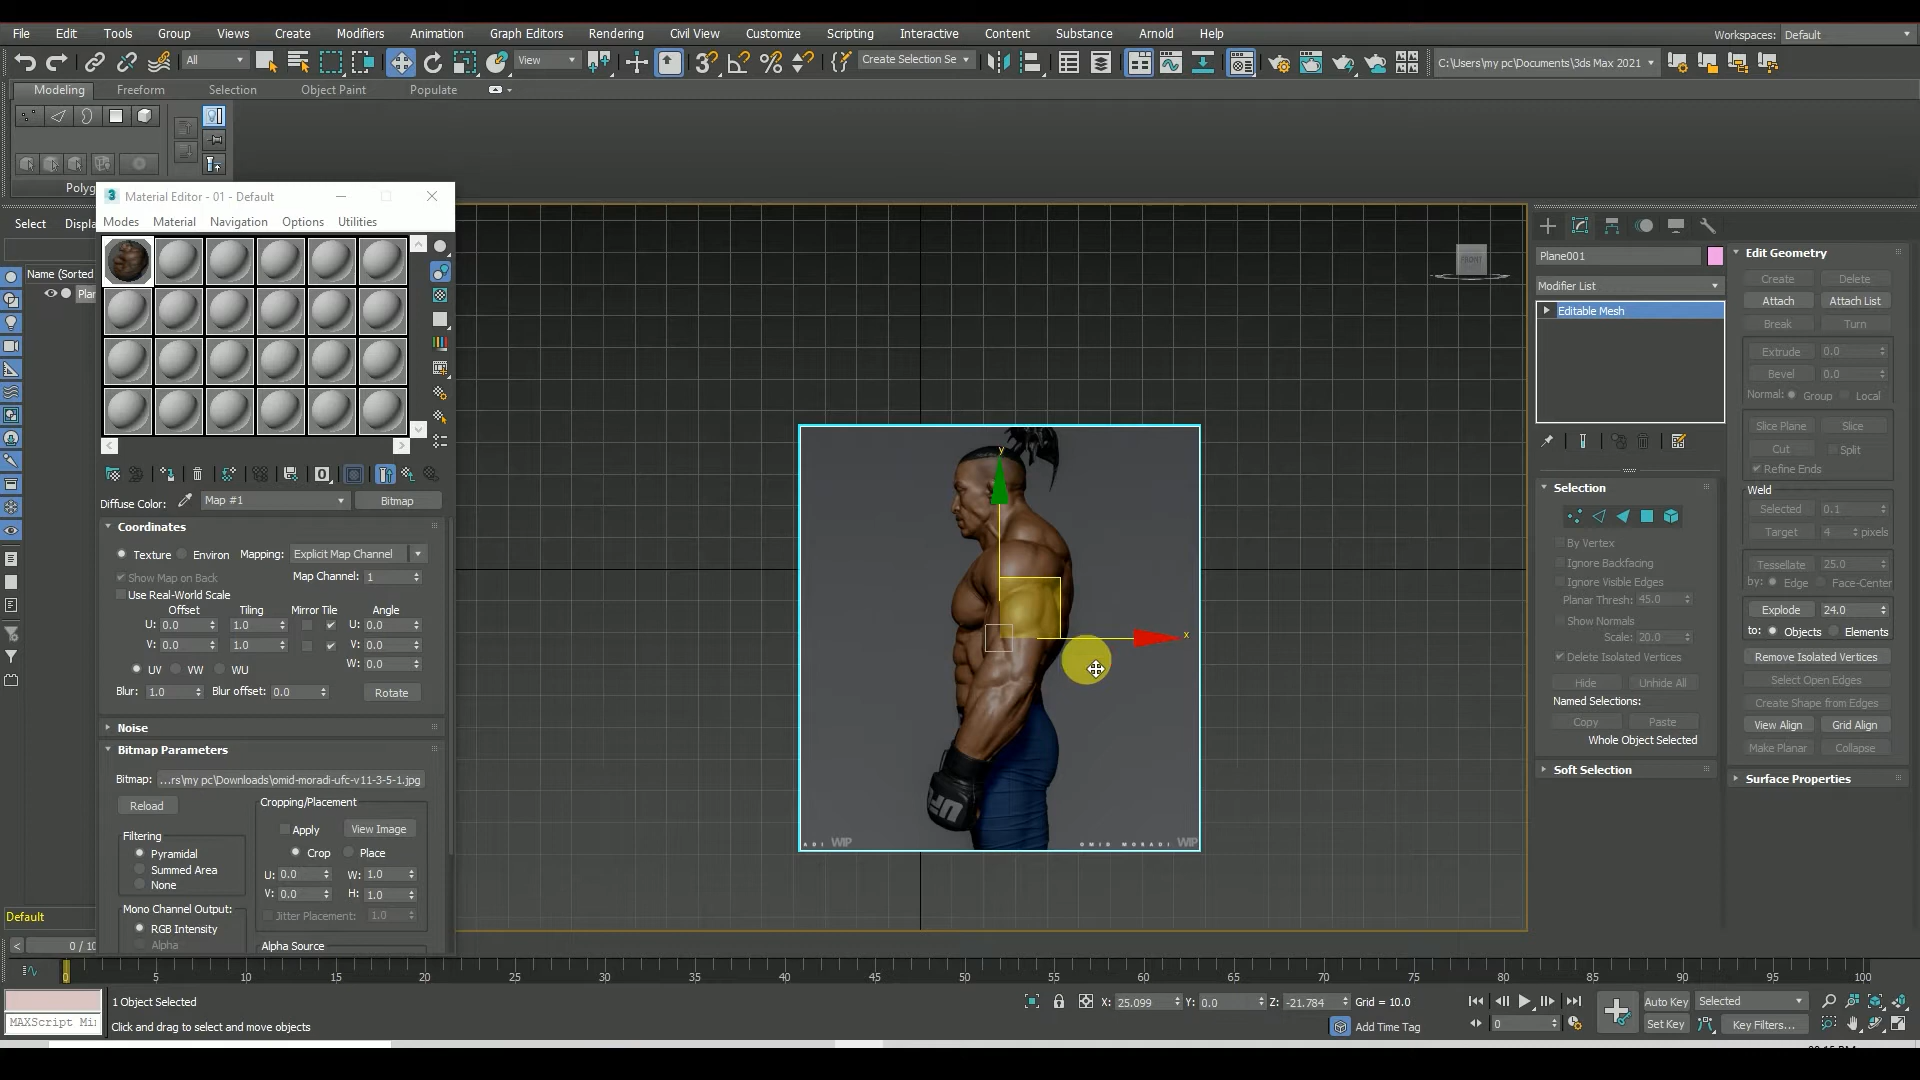 File Edit Tools Group Views Create Modifiers Animation Graph Editors Rendering Civil View Customize Scripting Interactive Content Substance Arnold Help
Workspaces: Default
All View Create Selection Se C:\Users\my pc\Documents\3ds Max 2021
Modeling Freeform Selection Object Paint Populate
Polyg
3 Material Editor - 01 - Default
Modes Material Navigation Options Utilities
Select Displa
Name (Sorted
Plan
FRONT
Diffuse Color: Map #1 Bitmap
Coordinates
Texture Environ Mapping: Explicit Map Channel
Show Map on Back Map Channel: 1
Use Real-World Scale
Offset Tiling Mirror Tile Angle
U: 0.0 1.0 U: 0.0
V: 0.0 1.0 V: 0.0
W: 0.0
UV VW WU
Blur: 1.0 Blur offset: 0.0 Rotate
Noise
Bitmap Parameters
Bitmap: ...rs\my pc\Downloads\omid-moradi-ufc-v11-3-5-1.jpg
Reload
Cropping/Placement
Apply View Image
Crop Place
U: 0.0 W: 1.0
V: 0.0 H: 1.0
Jitter Placement: 1.0
Filtering
Pyramidal
Summed Area
None
Mono Channel Output:
RGB Intensity
Alpha
Alpha Source
y
x
UFC
ADI WIP OMID MORADI WIP
Plane001
Modifier List
Editable Mesh
Selection
By Vertex
Ignore Backfacing
Ignore Visible Edges
Planar Thresh: 45.0
Show Normals
Scale: 20.0
Delete Isolated Vertices
Hide Unhide All
Named Selections:
Copy Paste
Whole Object Selected
Soft Selection
Edit Geometry
Create Delete
Attach Attach List
Break Turn
Extrude 0.0
Bevel 0.0
Normal: Group Local
Slice Plane Slice
Cut Split
Refine Ends
Weld
Selected 0.1
Target 4 pixels
Tessellate 25.0
by: Edge Face-Center
Explode 24.0
to: Objects Elements
Remove Isolated Vertices
Select Open Edges
Create Shape from Edges
View Align Grid Align
Make Planar Collapse
Surface Properties
Default
0 / 10
0 5 10 15 20 25 30 35 40 45 50 55 60 65 70 75 80 85 90 95 100
1 Object Selected X: 25.099 Y: 0.0 Z: -21.784 Grid = 10.0 Auto Key Selected
MAXScript Mi Click and drag to select and move objects Add Time Tag 0 Set Key Key Filters...